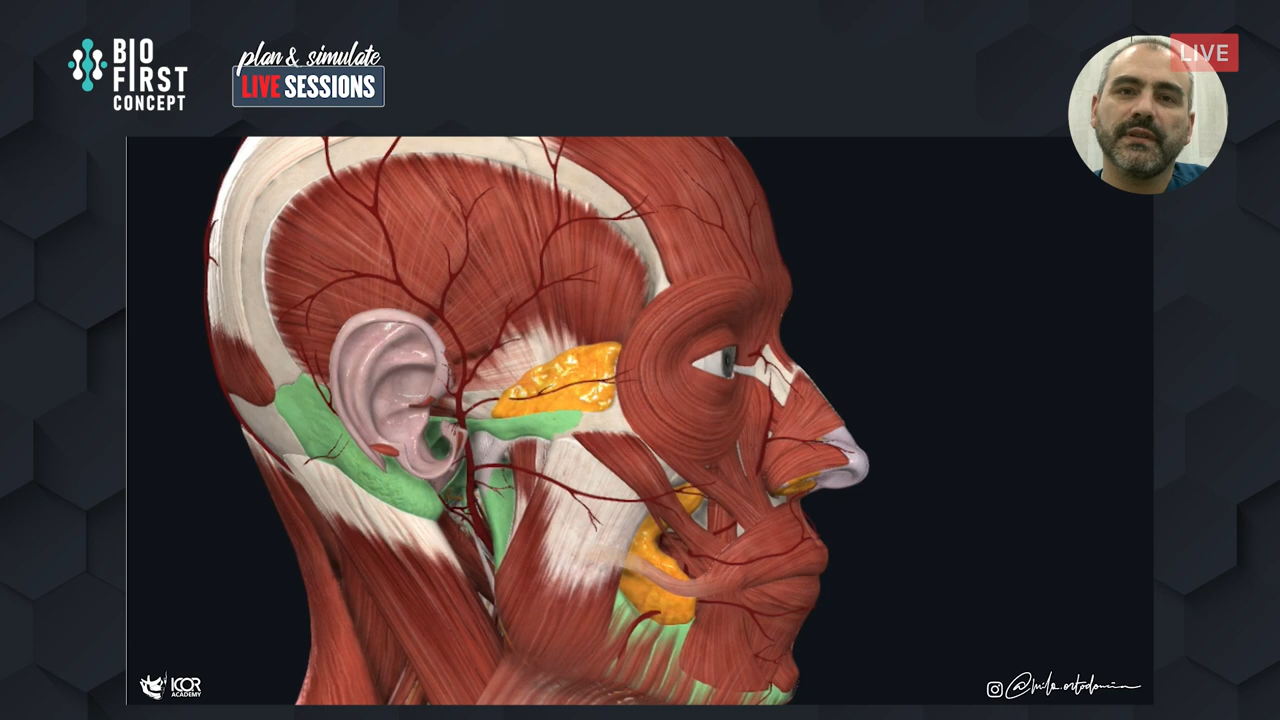 BIO
FIRST
CONCEPT
plan & simulate
LIVE SESSIONS
LIVE
ICOR
ACADEMY